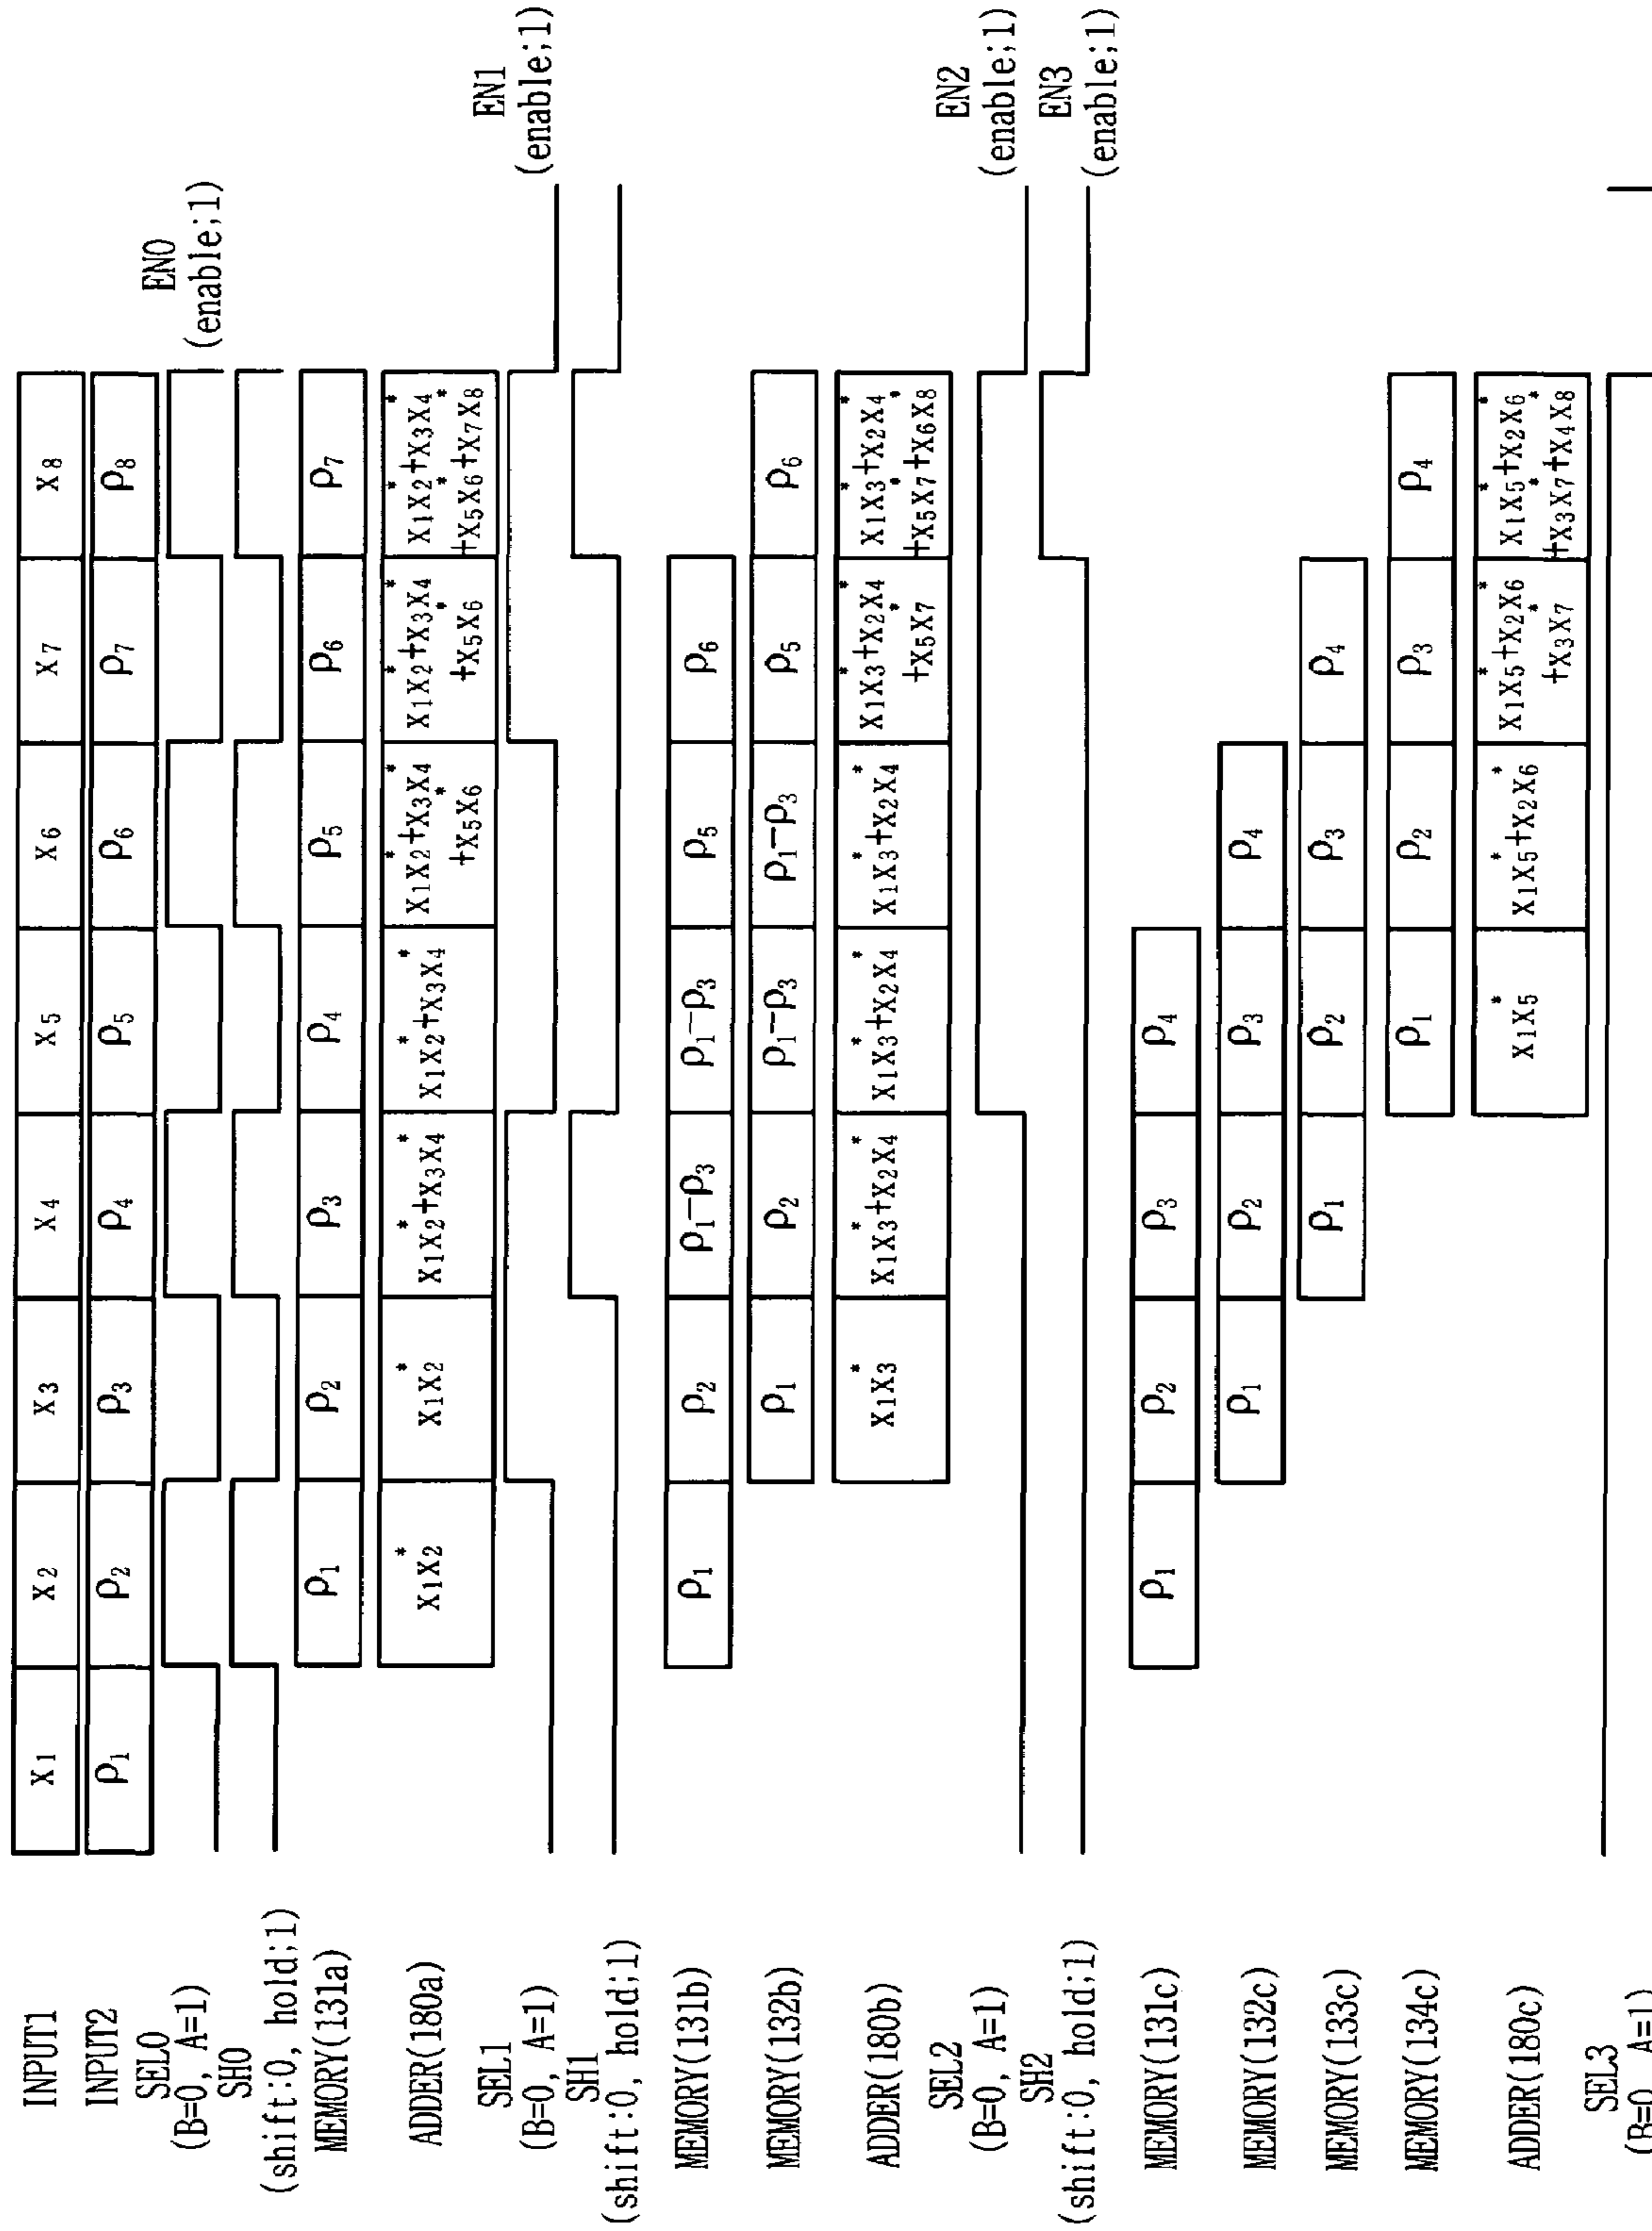 INPUT1 X1 X2 X3 X4 X5 X6 X7 X8
INPUT2 ρ1 ρ2 ρ3 ρ4 ρ5 ρ6 ρ7 ρ8
SEL0
(B=0, A=1)
EN0
(enable;1)
SH0
(shift:0, hold;1)
MEMORY(131a) ρ1 ρ2 ρ3 ρ4 ρ5 ρ6 ρ7
ADDER(180a) X1X2* X1X2* X1X2*+X3X4* X1X2*+X3X4* X1X2*+X3X4*+X5X6* X1X2*+X3X4*+X5X6* X1X2*+X3X4*+X5X6*+X7X8*
SEL1
(B=0, A=1)
EN1
(enable;1)
SH1
(shift:0, hold;1)
MEMORY(131b) ρ1 ρ2 ρ1-ρ3 ρ1-ρ3 ρ5 ρ6
MEMORY(132b) ρ1 ρ2 ρ1-ρ3 ρ1-ρ3 ρ5 ρ6
ADDER(180b) X1X3* X1X3*+X2X4* X1X3*+X2X4* X1X3*+X2X4* X1X3*+X2X4*+X5X7* X1X3*+X2X4*+X5X7*+X6X8*
SEL2
(B=0, A=1)
EN2
(enable;1)
SH2
(shift:0, hold;1)
EN3
(enable;1)
MEMORY(131c) ρ1 ρ2 ρ3 ρ4
MEMORY(132c) ρ1 ρ2 ρ3 ρ4
MEMORY(133c) ρ1 ρ2 ρ3 ρ4
MEMORY(134c) ρ1 ρ2 ρ3 ρ4
ADDER(180c) X1X5* X1X5*+X2X6* X1X5*+X2X6*+X3X7* X1X5*+X2X6*+X3X7*+X4X8*
SEL3
(B=0, A=1)